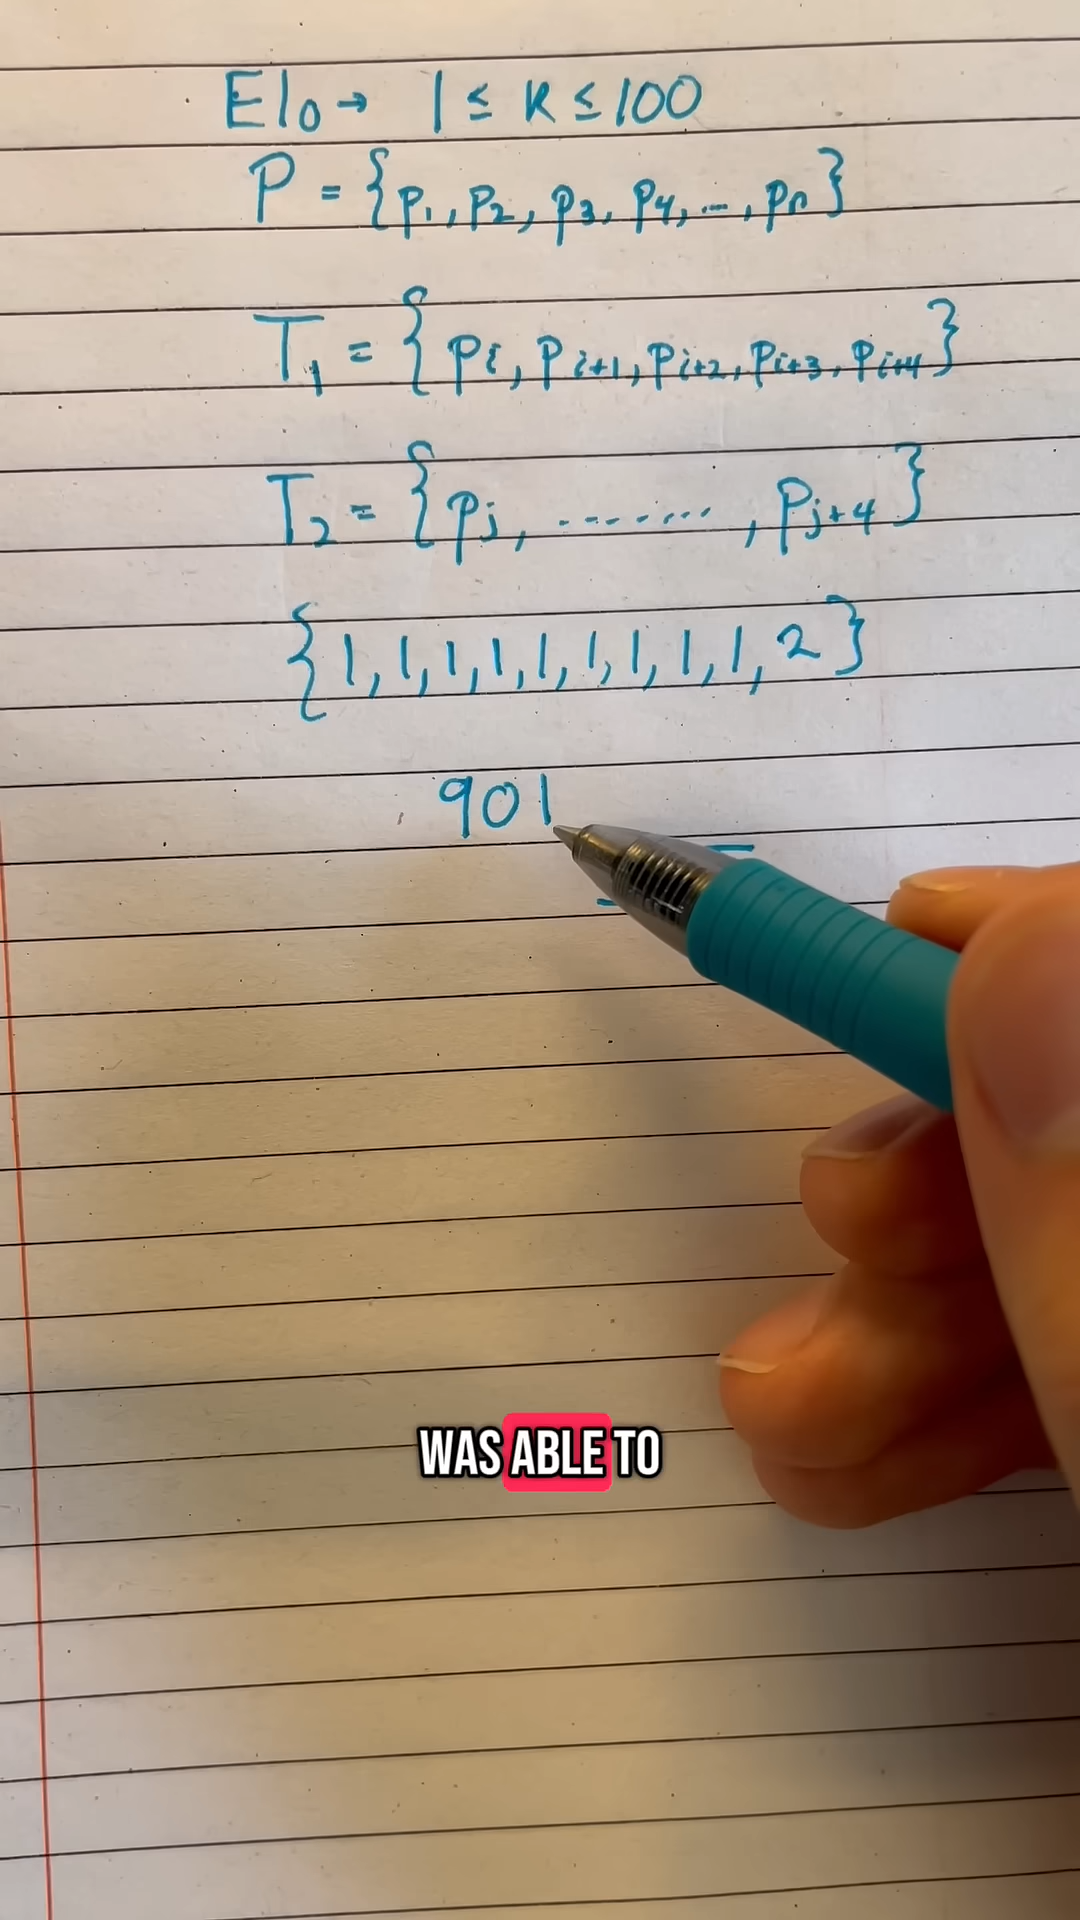 Elo → 1 ≤ K ≤ 100
P = {p1, p2, p3, p4, ..., pn}
T1 = {pi, pi+1, pi+2, pi+3, pi+4}
T2 = {pj, ........, pj+4}
{1, 1, 1, 1, 1, 1, 1, 1, 1, 2}
901
WAS ABLE TO